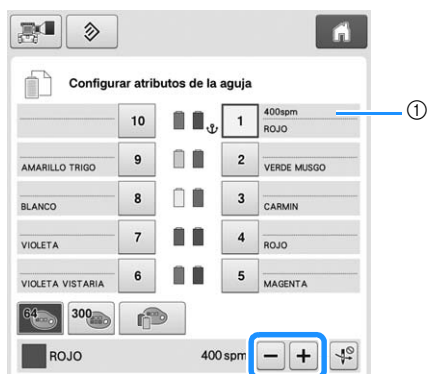 Configurar atributos de la aguja
10
1
400spm
ROJO
①
AMARILLO TRIGO
9
2
VERDE MUSGO
BLANCO
8
3
CARMIN
VIOLETA
7
4
ROJO
VIOLETA VISTARIA
6
5
MAGENTA
64
300
ROJO
400 spm
− +